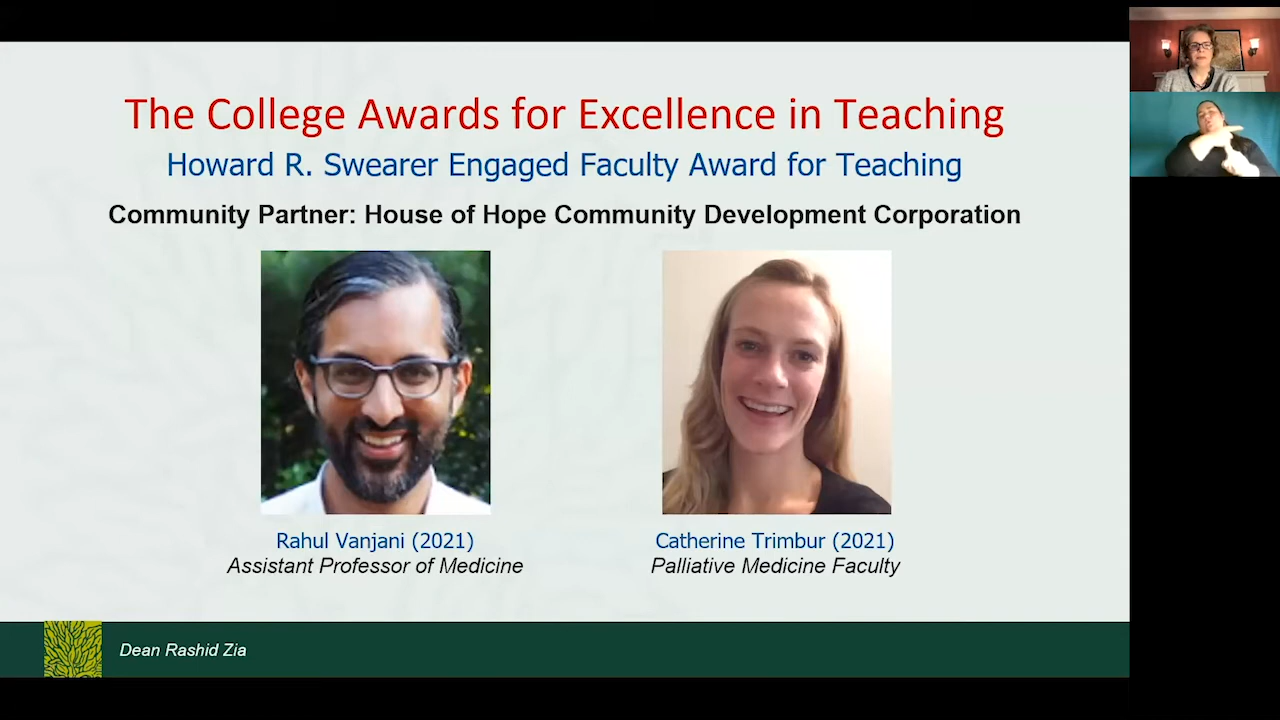 The College Awards for Excellence in Teaching
Howard R. Swearer Engaged Faculty Award for Teaching
Community Partner: House of Hope Community Development Corporation
Rahul Vanjani (2021)
Assistant Professor of Medicine
Catherine Trimbur (2021)
Palliative Medicine Faculty
Dean Rashid Zia